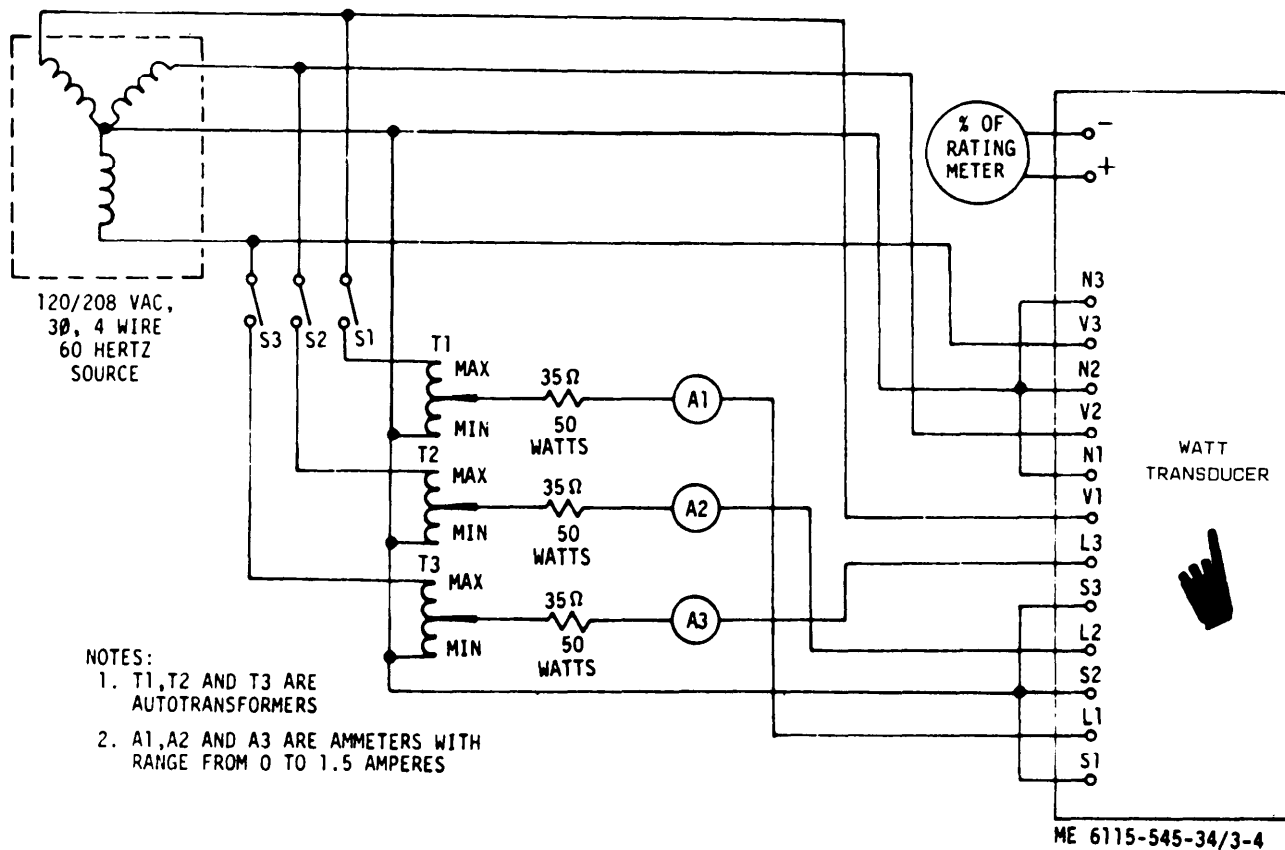 120/208 VAC,
3Ø, 4 WIRE
60 HERTZ
SOURCE
S3
S2
S1
T1
MAX
MIN
35Ω
50
WATTS
A1
T2
MAX
MIN
35Ω
50
WATTS
A2
T3
MAX
MIN
35Ω
50
WATTS
A3
% OF
RATING
METER
-
+
N3
V3
N2
V2
N1
V1
L3
S3
L2
S2
L1
S1
WATT
TRANSDUCER
NOTES:
1. T1,T2 AND T3 ARE
AUTOTRANSFORMERS
2. A1,A2 AND A3 ARE AMMETERS WITH
RANGE FROM 0 TO 1.5 AMPERES
ME 6115-545-34/3-4